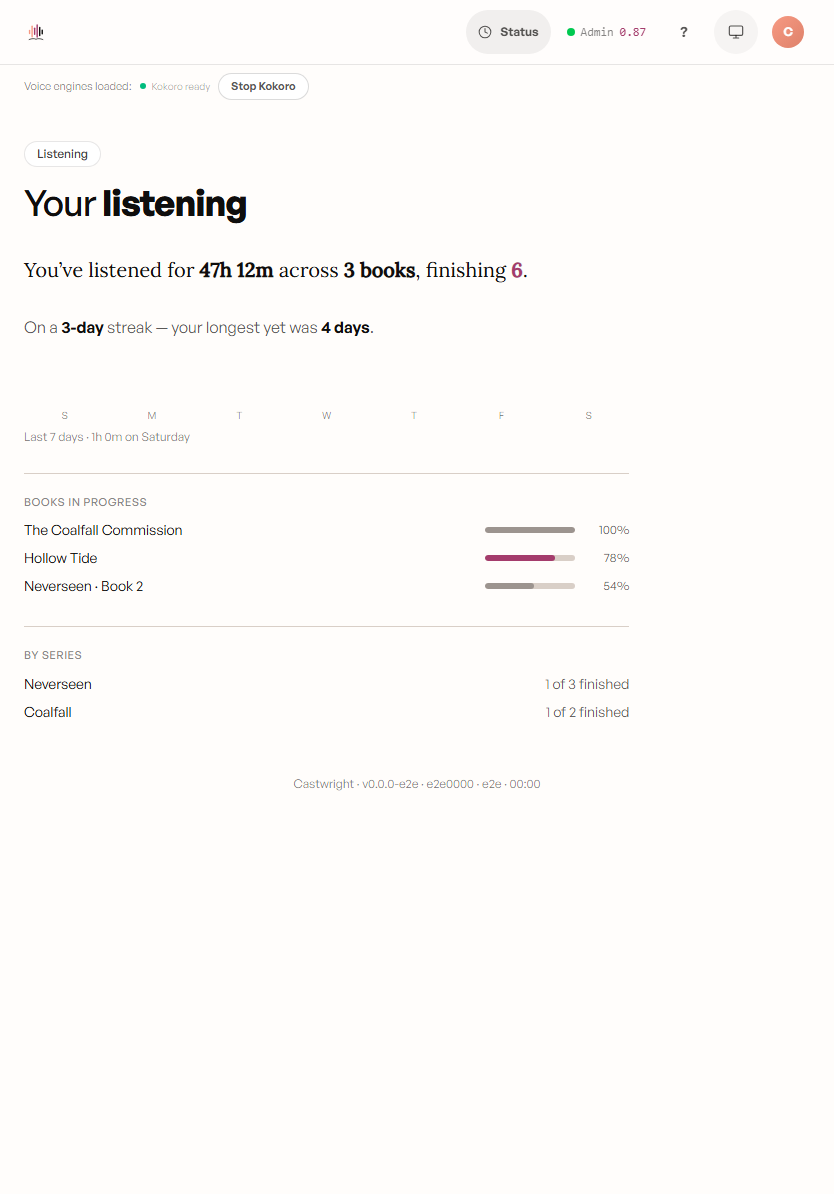 Status
Admin 0.87
?
C
Voice engines loaded: Kokoro ready Stop Kokoro
Listening
Your listening
You’ve listened for 47h 12m across 3 books, finishing 6.
On a 3-day streak — your longest yet was 4 days.
S M T W T F S
Last 7 days · 1h 0m on Saturday
BOOKS IN PROGRESS
The Coalfall Commission 100%
Hollow Tide 78%
Neverseen · Book 2 54%
BY SERIES
Neverseen 1 of 3 finished
Coalfall 1 of 2 finished
Castwright · v0.0.0-e2e · e2e0000 · e2e · 00:00